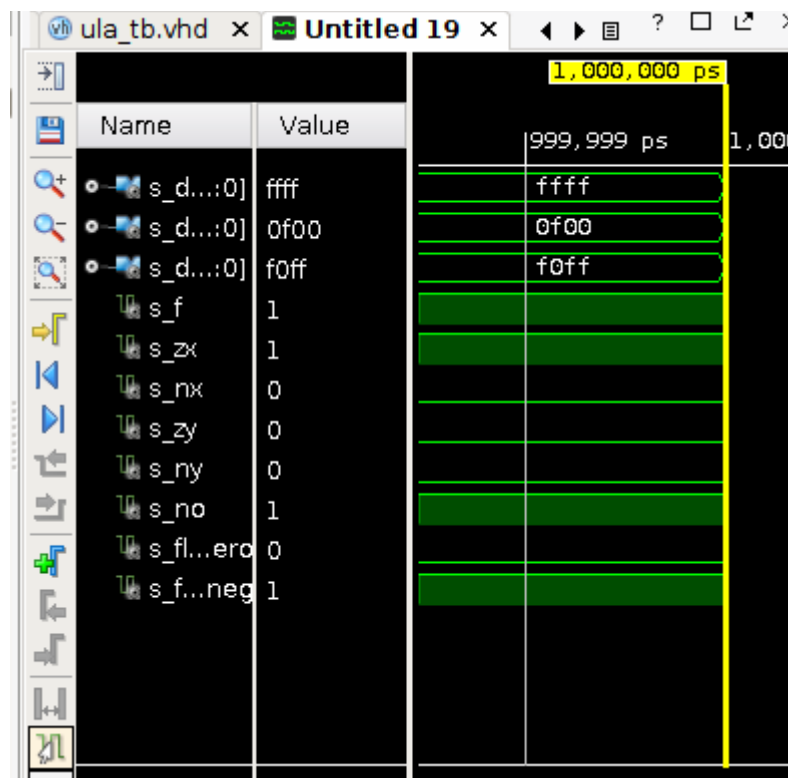 ula_tb.vhd × Untitled 19 ×
1,000,000 ps
Name Value
999,999 ps 1,00
s_d...:0] ffff ffff
s_d...:0] 0f00 0f00
s_d...:0] f0ff f0ff
s_f 1
s_zx 1
s_nx 0
s_zy 0
s_ny 0
s_no 1
s_fl...ero 0
s_f...neg 1